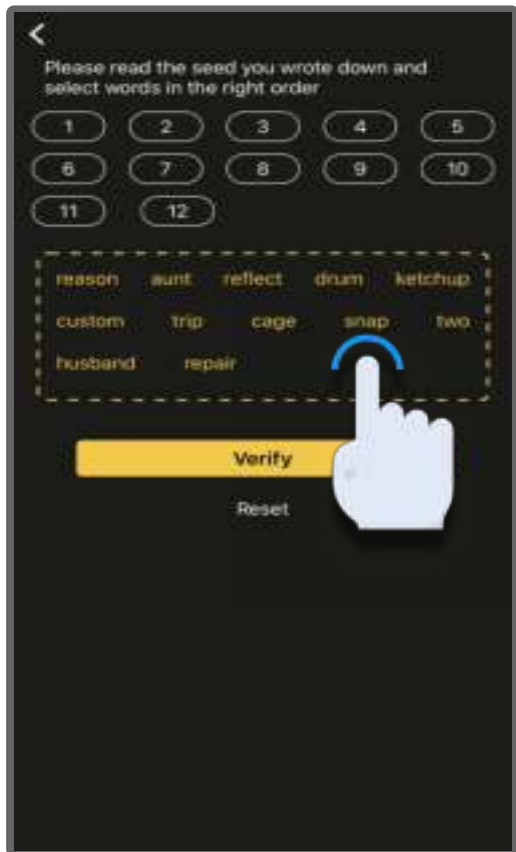 Please read the seed you wrote down and
select words in the right order
1 2 3 4 5
6 7 8 9 10
11 12
reason aunt reflect drum ketchup
custom trip cage snap two
husband repair
Verify
Reset